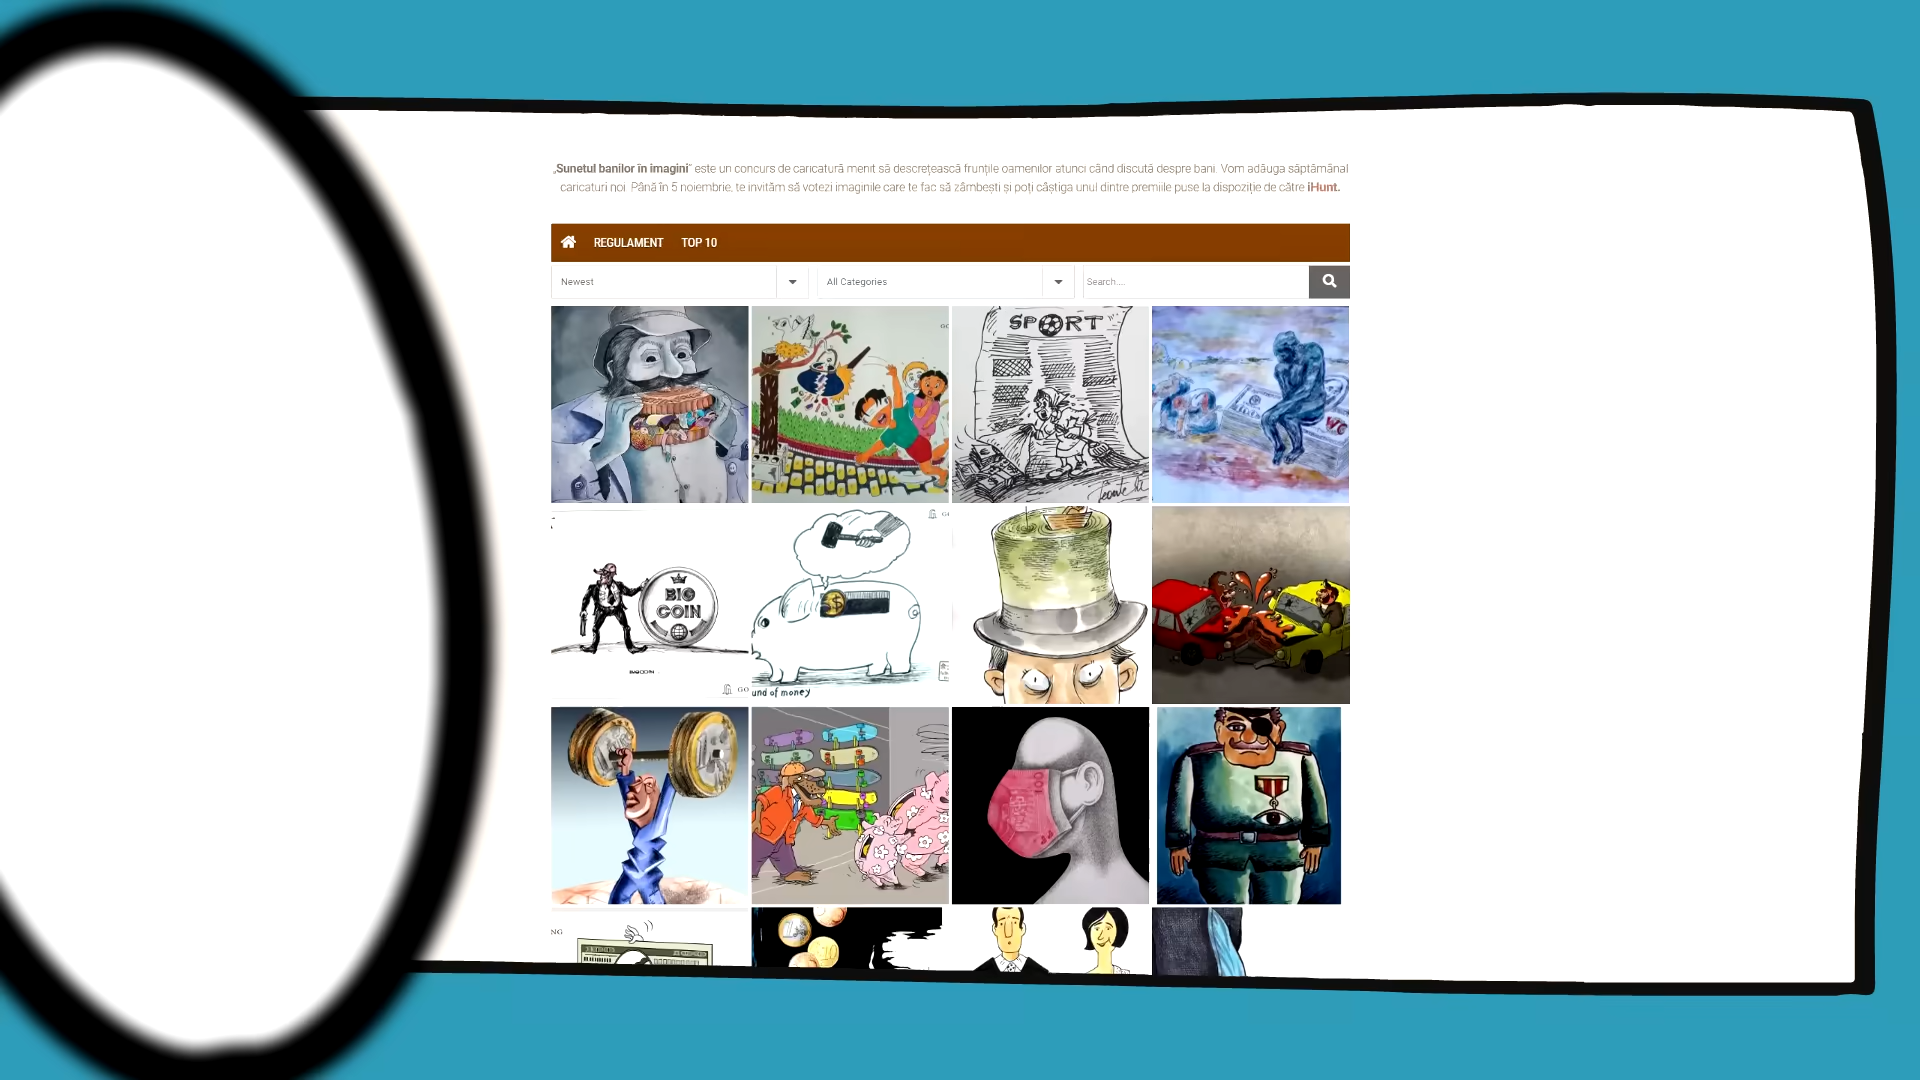 „Sunetul banilor în imagini” este un concurs de caricatură menit să descrețească frunțile oamenilor atunci când discută despre bani. Vom adăuga săptămânal
caricaturi noi. Până în 5 noiembrie, te invităm să votezi imaginile care te fac să zâmbești și poți câștiga unul dintre premiile puse la dispoziție de către iHunt.
REGULAMENT TOP 10
Newest All Categories Search....
SPORT
WC
BIG
COIN
und of money
NG